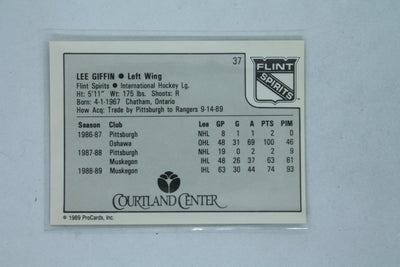 37
FLINT
SPIRITS
LEE GIFFIN ● Left Wing
Flint Spirits ● International Hockey Lg.
Ht: 5'11" Wt: 175 lbs. Shoots: R
Born: 4-1-1967 Chatham, Ontario
How Acq: Trade by Pittsburgh to Rangers 9-14-89
Season Club Lea GP G A PTS PIM
1986-87 Pittsburgh NHL 8 1 1 2 0
Oshawa OHL 48 31 69 100 46
1987-88 Pittsburgh NHL 19 0 2 2 9
Muskegon IHL 48 26 37 63 61
1988-89 Muskegon IHL 63 30 44 74 93
COURTLAND CENTER
© 1989 ProCards, Inc.